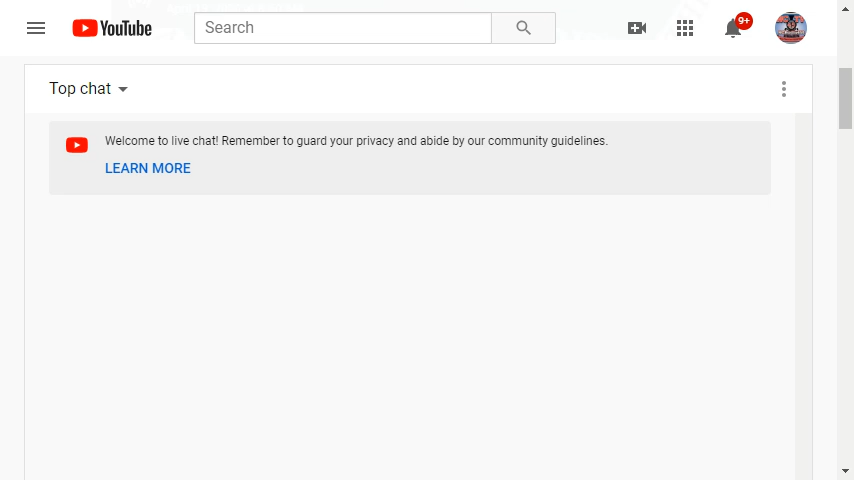 YouTube
Search
9+
Top chat
Welcome to live chat! Remember to guard your privacy and abide by our community guidelines.
LEARN MORE